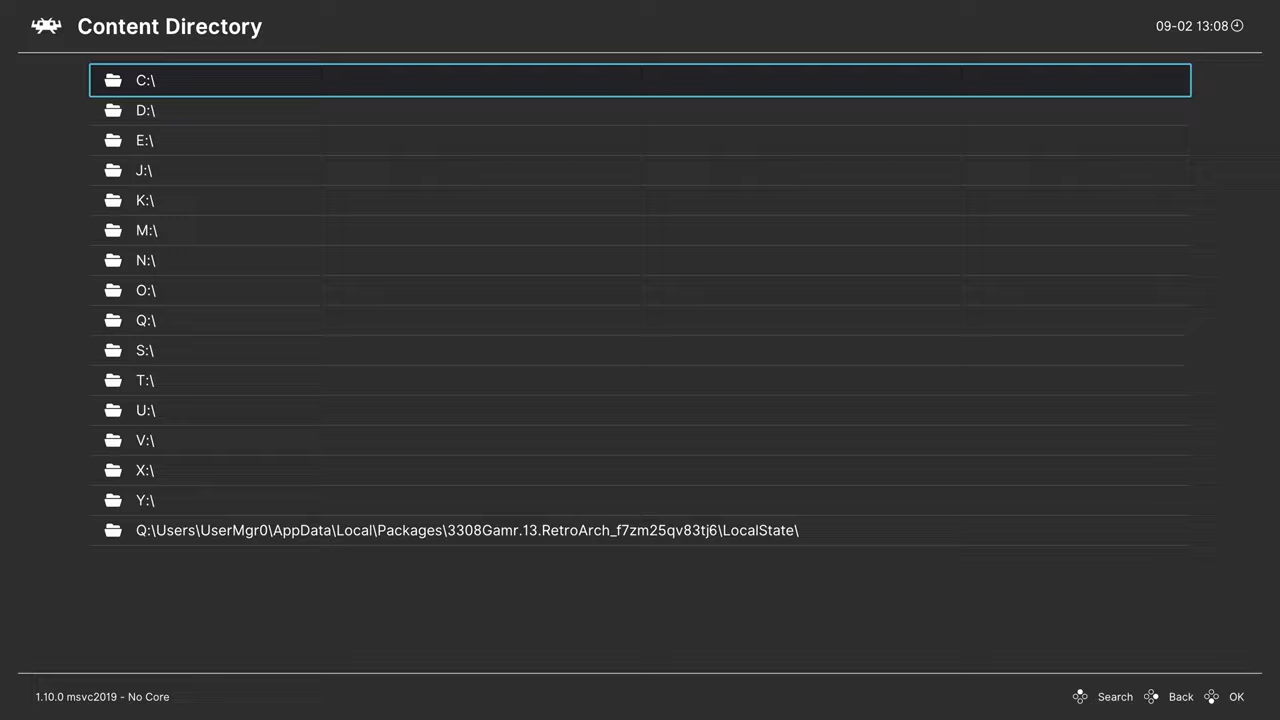 Content Directory
09-02 13:08
C:\
D:\
E:\
J:\
K:\
M:\
N:\
O:\
Q:\
S:\
T:\
U:\
V:\
X:\
Y:\
Q:\Users\UserMgr0\AppData\Local\Packages\3308Gamr.13.RetroArch_f7zm25qv83tj6\LocalState\
1.10.0 msvc2019 - No Core
Search Back OK